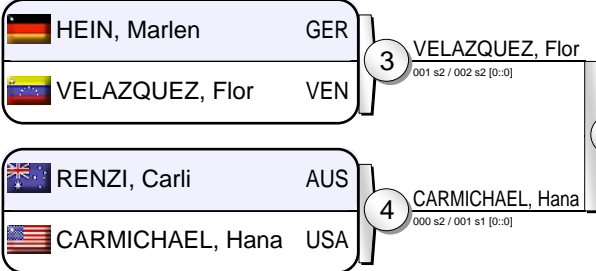 HEIN, Marlen GER
VELAZQUEZ, Flor VEN
3
VELAZQUEZ, Flor
001 s2 / 002 s2 [0::0]
RENZI, Carli AUS
CARMICHAEL, Hana USA
4
CARMICHAEL, Hana
000 s2 / 001 s1 [0::0]